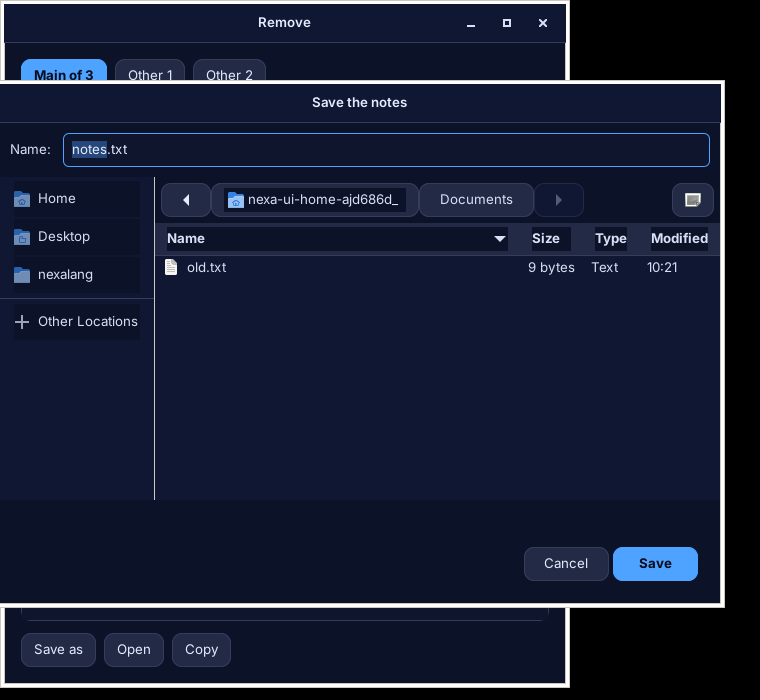 Remove
Main of 3
Other 1
Other 2
Save the notes
Name:
notes.txt
Home
Desktop
nexalang
Other Locations
nexa-ui-home-ajd686d_
Documents
Name
Size
Type
Modified
old.txt
9 bytes
Text
10:21
Cancel
Save
Save as
Open
Copy